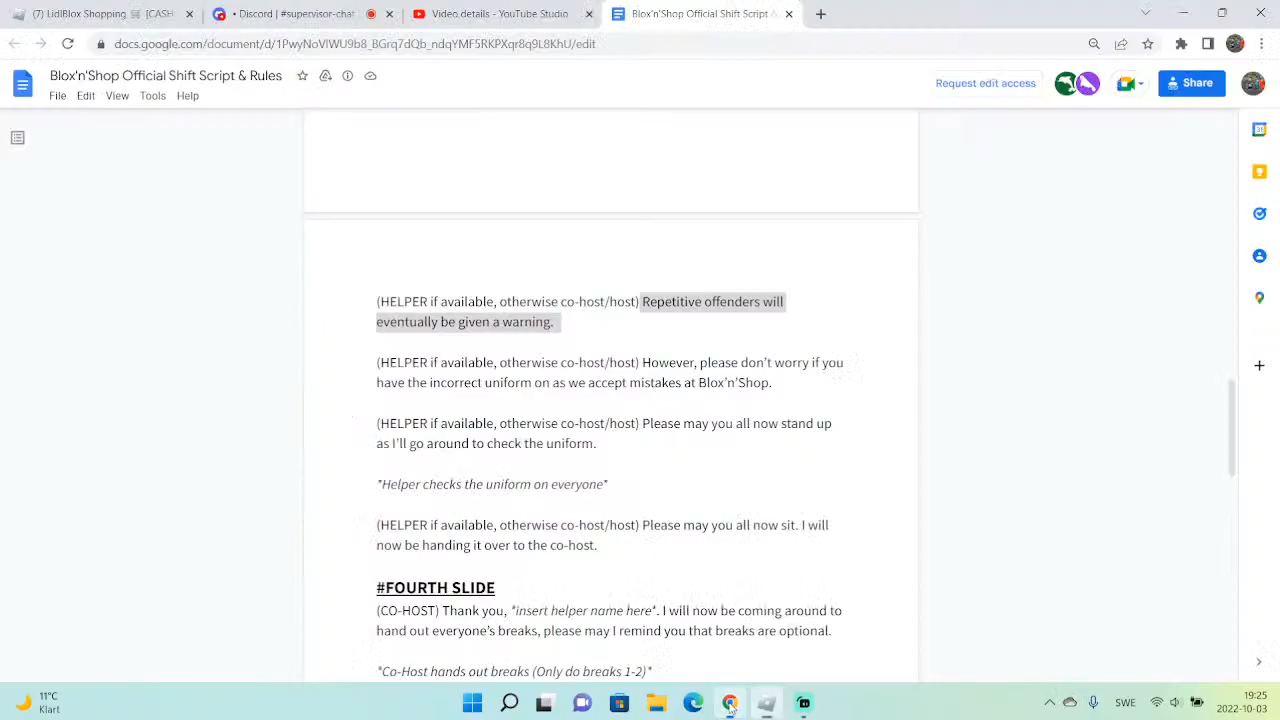 Lidlo Shopping 🛒 [CASH
• Discord | #supervisor-
Video details - YouTube Studio
Blox'n'Shop Official Shift Script &
docs.google.com/document/d/1PwyNoVlWU9b8_BGrq7dQb_ndqYMF5RKPXqr8q9L8KhU/edit
Blox'n'Shop Official Shift Script & Rules
File Edit View Tools Help
Request edit access
Share
(HELPER if available, otherwise co-host/host) Repetitive offenders will
eventually be given a warning.
(HELPER if available, otherwise co-host/host) However, please don't worry if you
have the incorrect uniform on as we accept mistakes at Blox'n'Shop.
(HELPER if available, otherwise co-host/host) Please may you all now stand up
as I'll go around to check the uniform.
*Helper checks the uniform on everyone*
(HELPER if available, otherwise co-host/host) Please may you all now sit. I will
now be handing it over to the co-host.
#FOURTH SLIDE
(CO-HOST) Thank you, *insert helper name here*. I will now be coming around to
hand out everyone's breaks, please may I remind you that breaks are optional.
*Co-Host hands out breaks (Only do breaks 1-2)*
11°C
Klart
SWE
19:25
2022-10-03